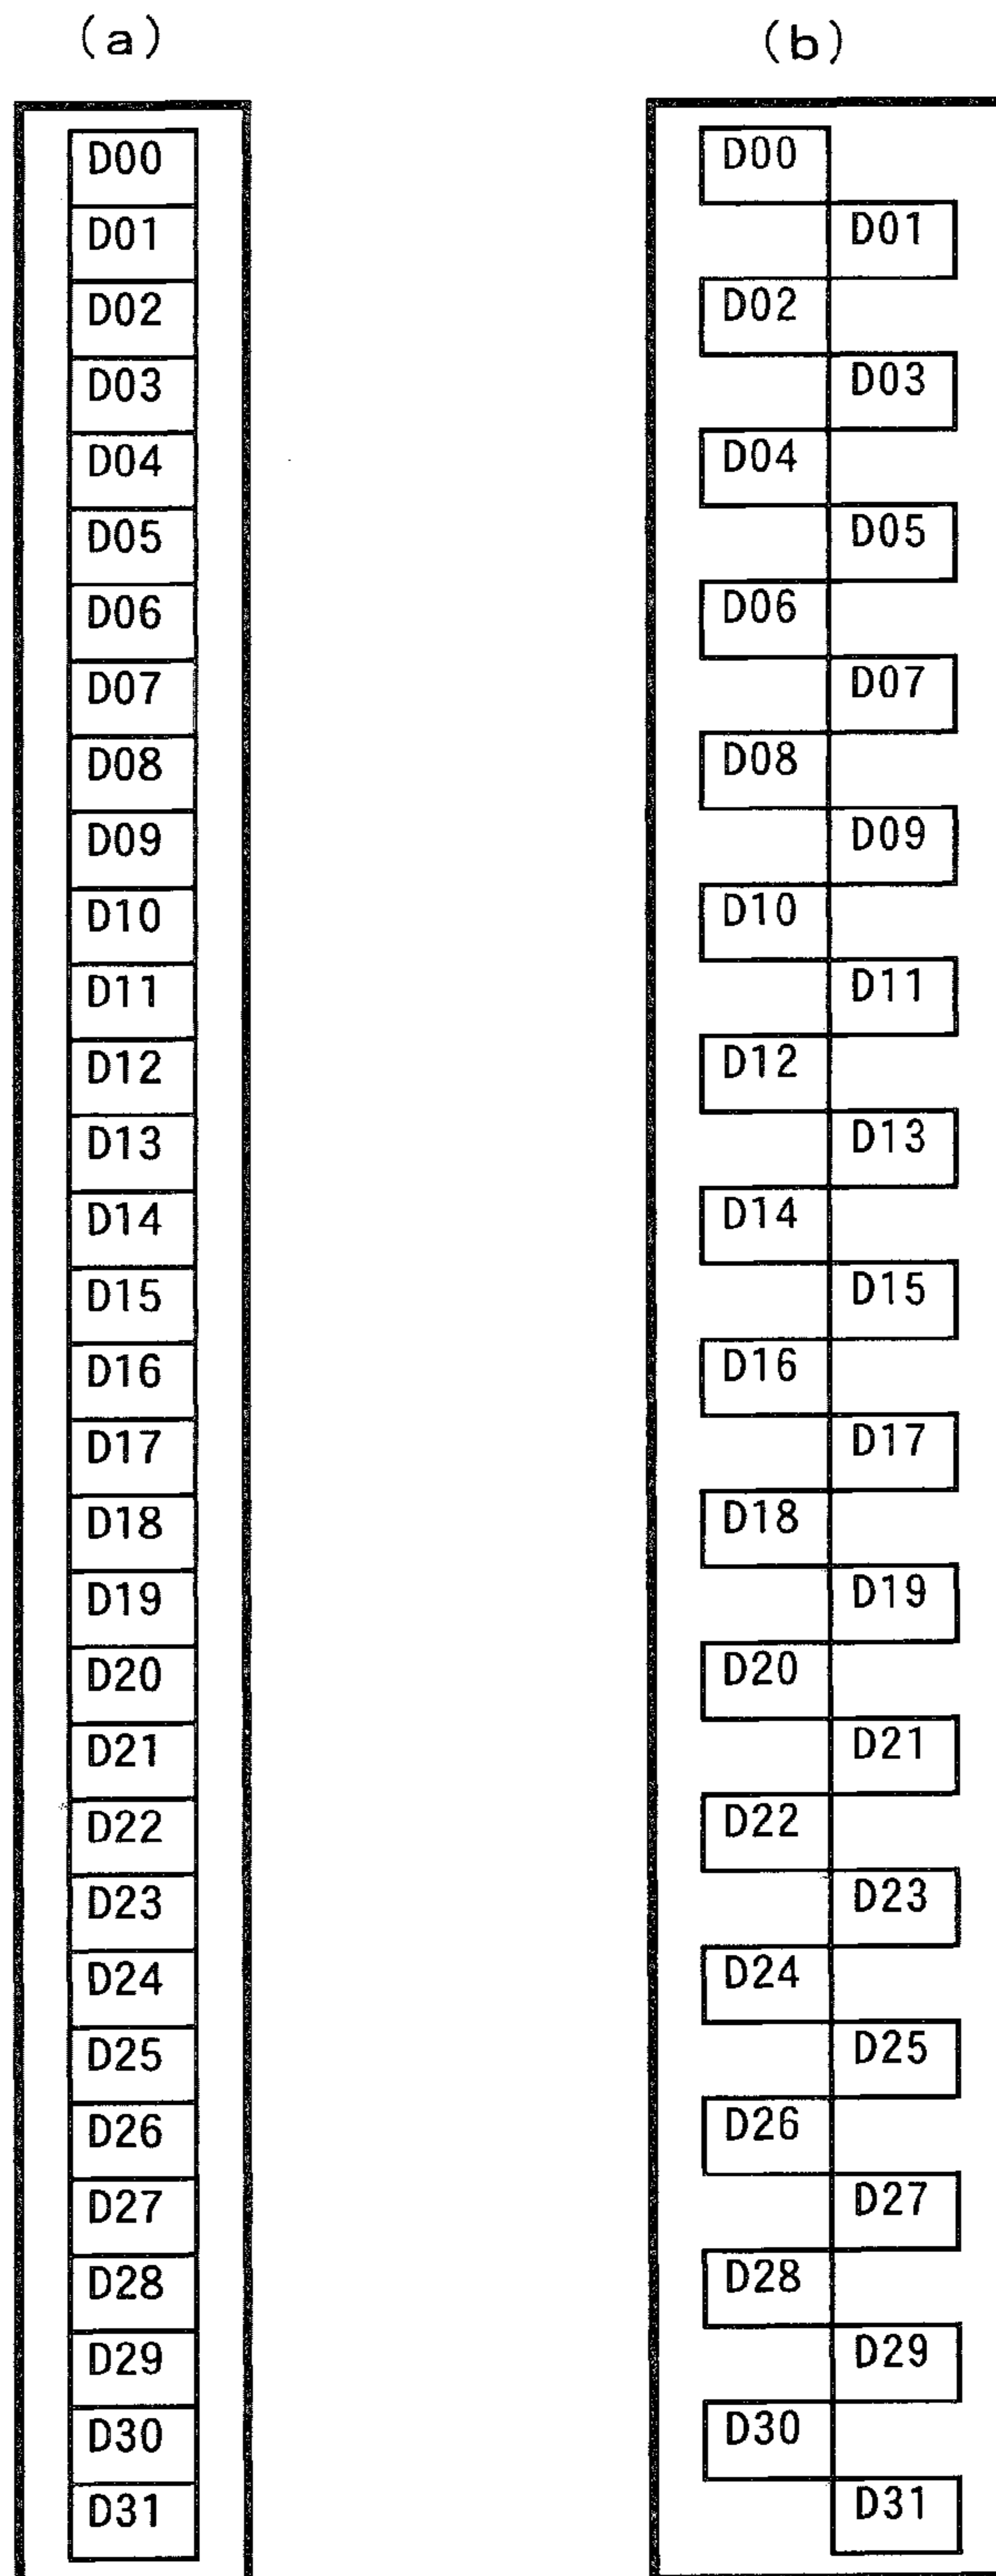 (a)
D00
D01
D02
D03
D04
D05
D06
D07
D08
D09
D10
D11
D12
D13
D14
D15
D16
D17
D18
D19
D20
D21
D22
D23
D24
D25
D26
D27
D28
D29
D30
D31
(b)
D00
D01
D02
D03
D04
D05
D06
D07
D08
D09
D10
D11
D12
D13
D14
D15
D16
D17
D18
D19
D20
D21
D22
D23
D24
D25
D26
D27
D28
D29
D30
D31